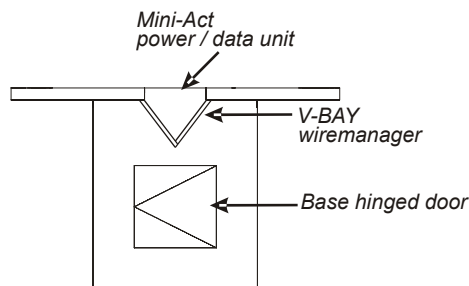 Mini-Act
power / data unit
V-BAY
wiremanager
Base hinged door